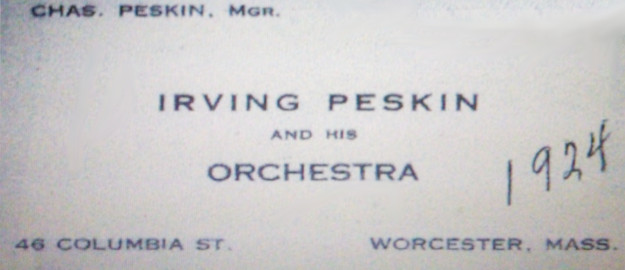 CHAS. PESKIN, MGR.
IRVING PESKIN
AND HIS
ORCHESTRA
1924
46 COLUMBIA ST.
WORCESTER, MASS.